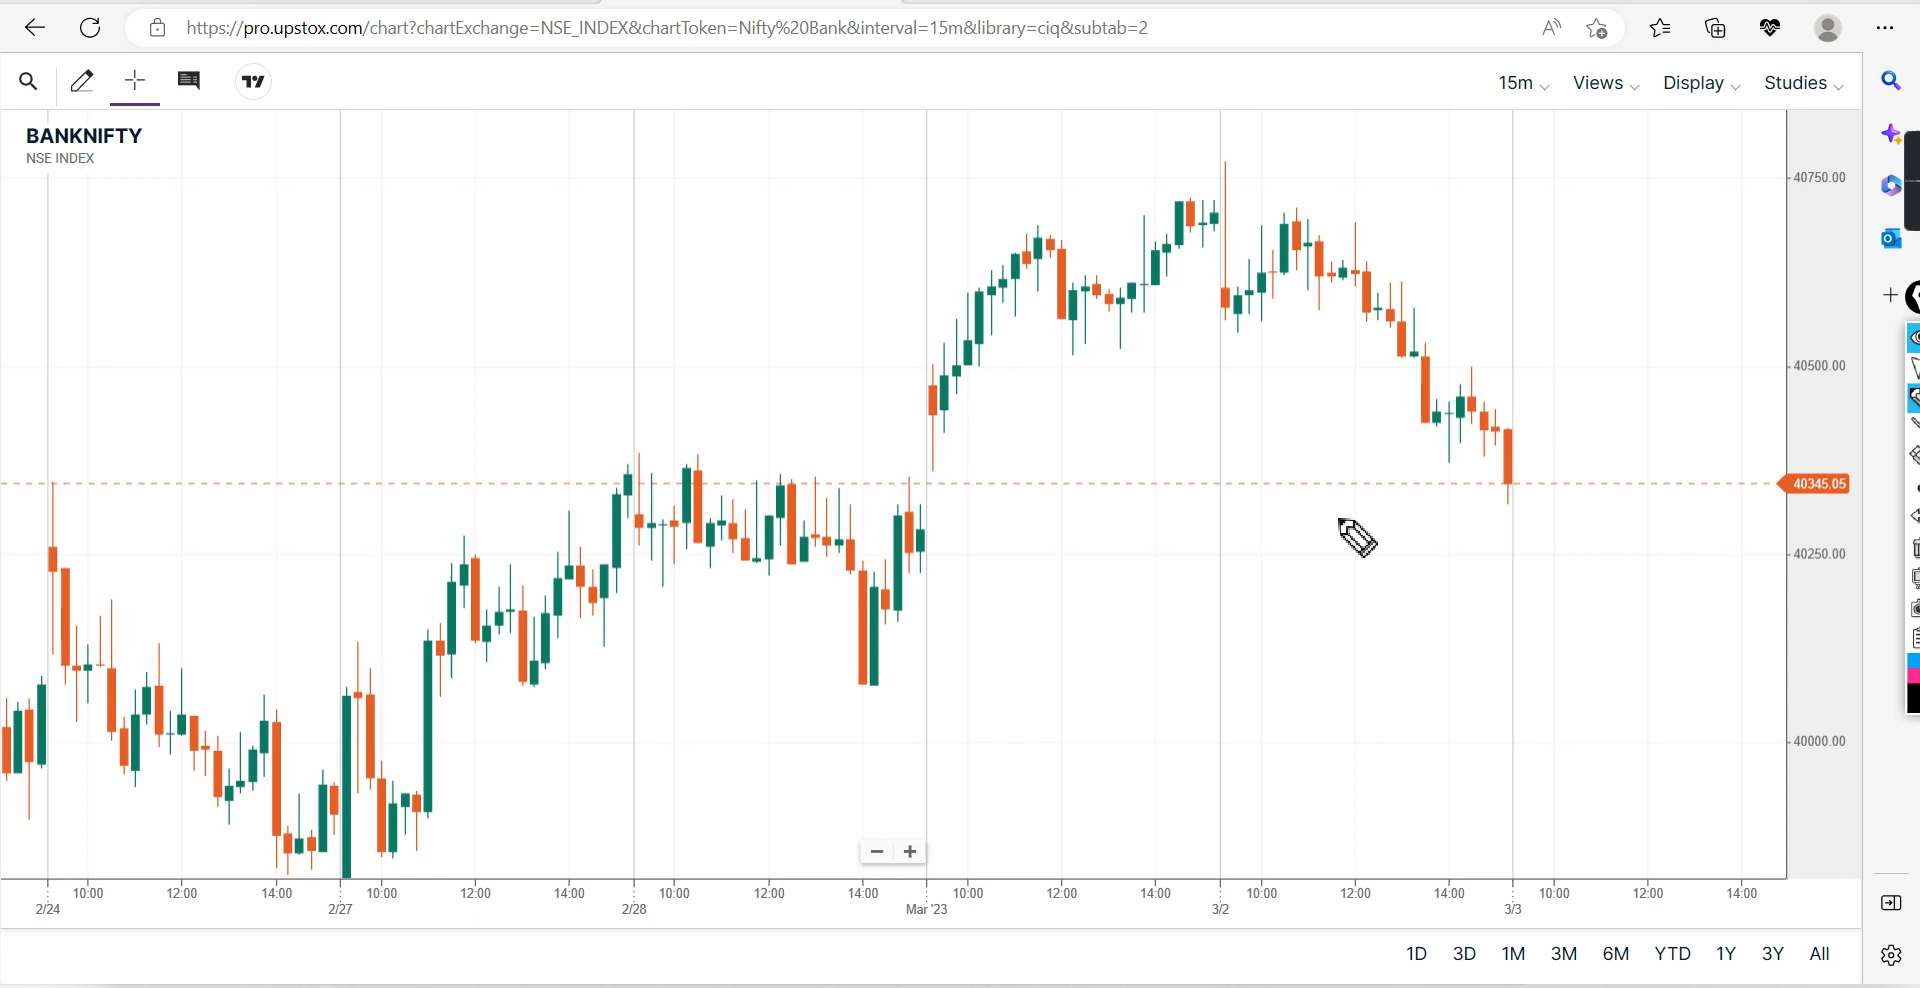 https://pro.upstox.com/chart?chartExchange=NSE_INDEX&chartToken=Nifty%20Bank&interval=15m&library=ciq&subtab=2
15m Views Display Studies
BANKNIFTY
NSE INDEX
40750.00
40500.00
40345.05
40250.00
40000.00
− +
10:00 12:00 14:00 10:00 12:00 14:00 10:00 12:00 14:00 10:00 12:00 14:00 10:00 12:00 14:00 10:00 12:00 14:00
2/24 2/27 2/28 Mar '23 3/2 3/3
1D 3D 1M 3M 6M YTD 1Y 3Y All